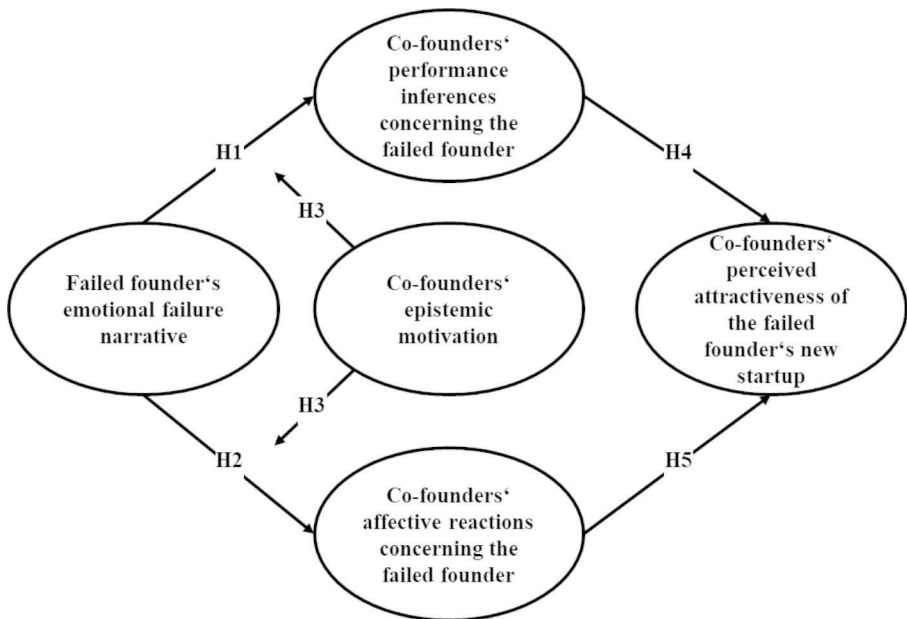 Co-founders‘
performance
inferences
concerning the
failed founder
H1
H4
H3
Failed founder‘s
emotional failure
narrative
Co-founders‘
epistemic
motivation
Co-founders‘
perceived
attractiveness of
the failed
founder‘s new
startup
H3
H2
H5
Co-founders‘
affective reactions
concerning the
failed founder